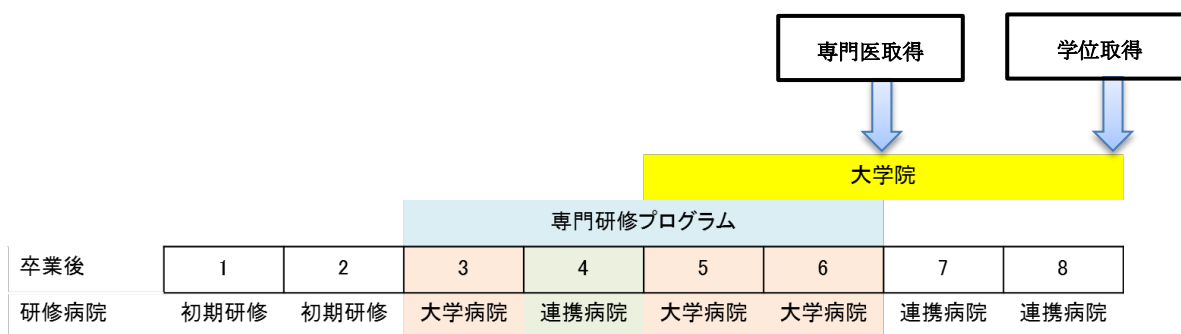 専門医取得 学位取得
大学院
専門研修プログラム
卒業後 1 2 3 4 5 6 7 8
研修病院 初期研修 初期研修 大学病院 連携病院 大学病院 大学病院 連携病院 連携病院